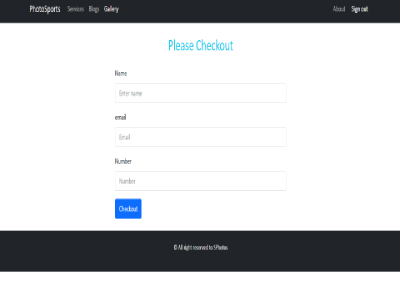 PhotoSports Services Blogs Gallery About Sign out
Please Checkout
Name
Enter name
email
Email
Number
Number
Checkout
© All right reserved to SPhotos